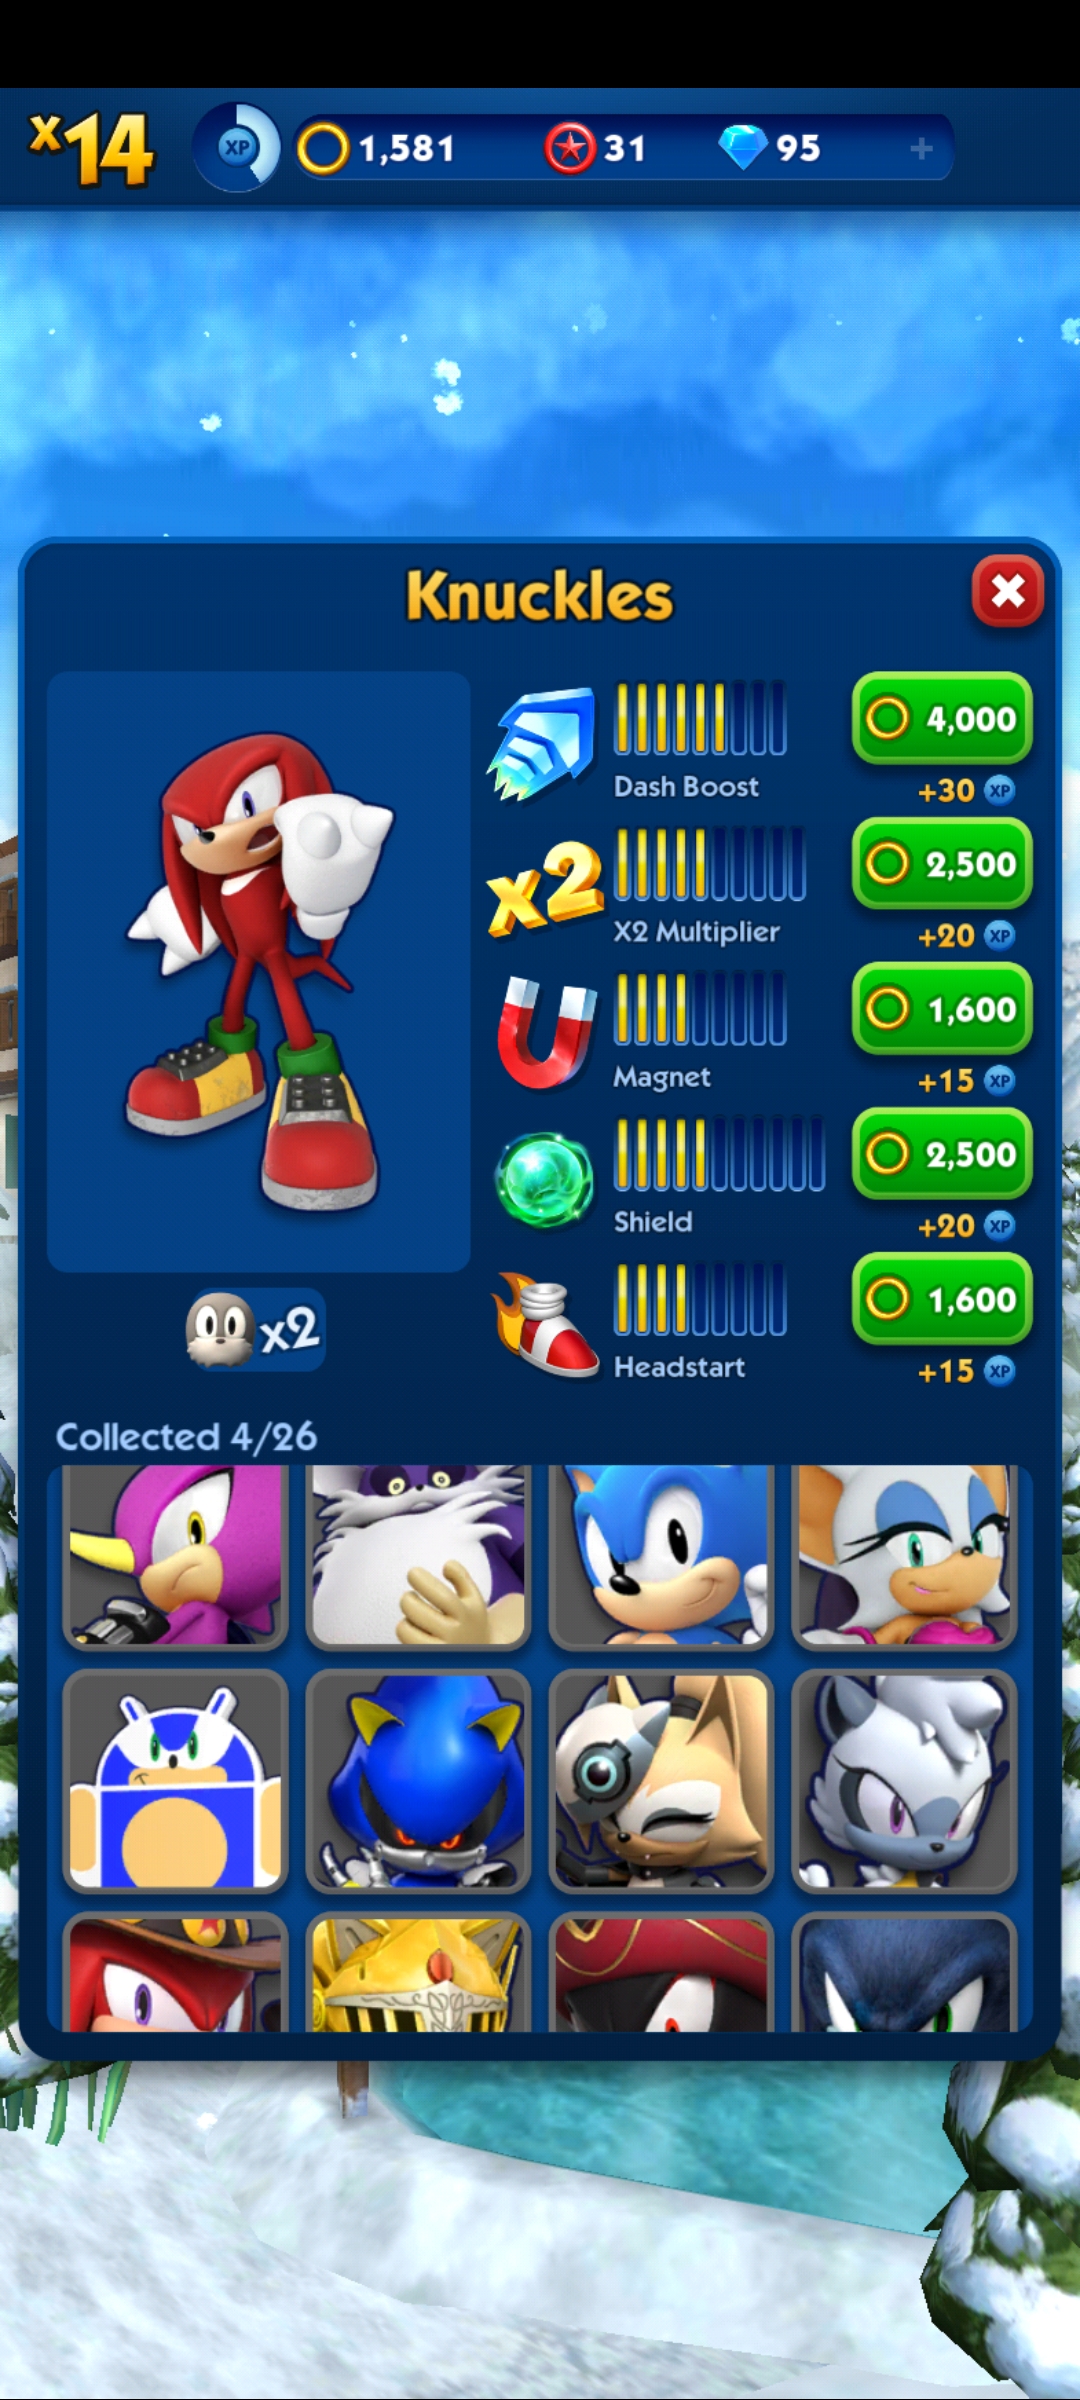 x14 XP 1,581 31 95 +
Knuckles
4,000
Dash Boost
+30 XP
x2
2,500
X2 Multiplier
+20 XP
1,600
Magnet
+15 XP
2,500
Shield
+20 XP
x2
1,600
Headstart
+15 XP
Collected 4/26